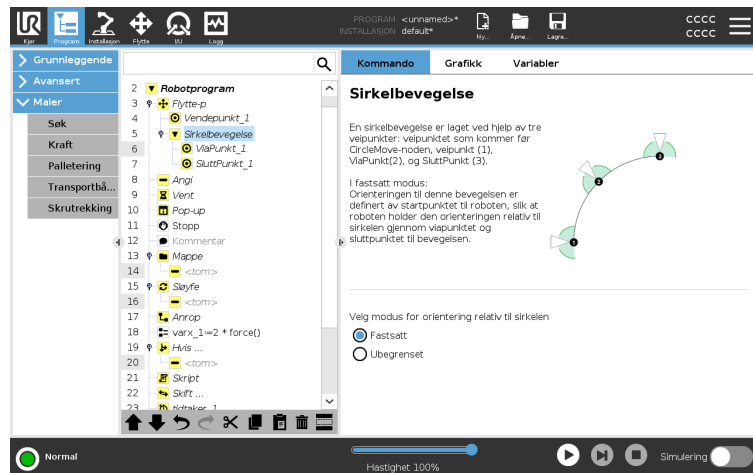 UR
Kjør
Program
Installasjon
Flytte
I/U
Logg
PROGRAM <unnamed>*
INSTALLASJON default*
Ny...
Åpne...
Lagre...
CCCC
CCCC
Grunnleggende
Avansert
Maler
Søk
Kraft
Palletering
Transportbå...
Skrutrekking
2 Robotprogram
3 Flytte-p
4 Vendepunkt_1
5 Sirkelbevegelse
6 ViaPunkt_1
7 SluttPunkt_1
8 Angi
9 Vent
10 Pop-up
11 Stopp
12 Kommentar
13 Mappe
14 <tom>
15 Sløyfe
16 <tom>
17 Anrop
18 varx_1:=2 * force()
19 Hvis ...
20 <tom>
21 Skript
22 Skift ...
23 tidtaker_1
Kommando Grafikk Variabler
Sirkelbevegelse
En sirkelbevegelse er laget ved hjelp av tre
veipunkter: veipunktet som kommer før
CircleMove-noden, veipunkt (1),
ViaPunkt(2), og SluttPunkt (3).
I fastsatt modus:
Orienteringen til denne bevegelsen er
definert av startpunktet til roboten, slik at
roboten holder den orienteringen relativ til
sirkelen gjennom viapunktet og
sluttpunktet til bevegelsen.
3
2
1
Velg modus for orientering relativ til sirkelen
Fastsatt
Ubegrenset
Normal
Hastighet 100%
Simulering